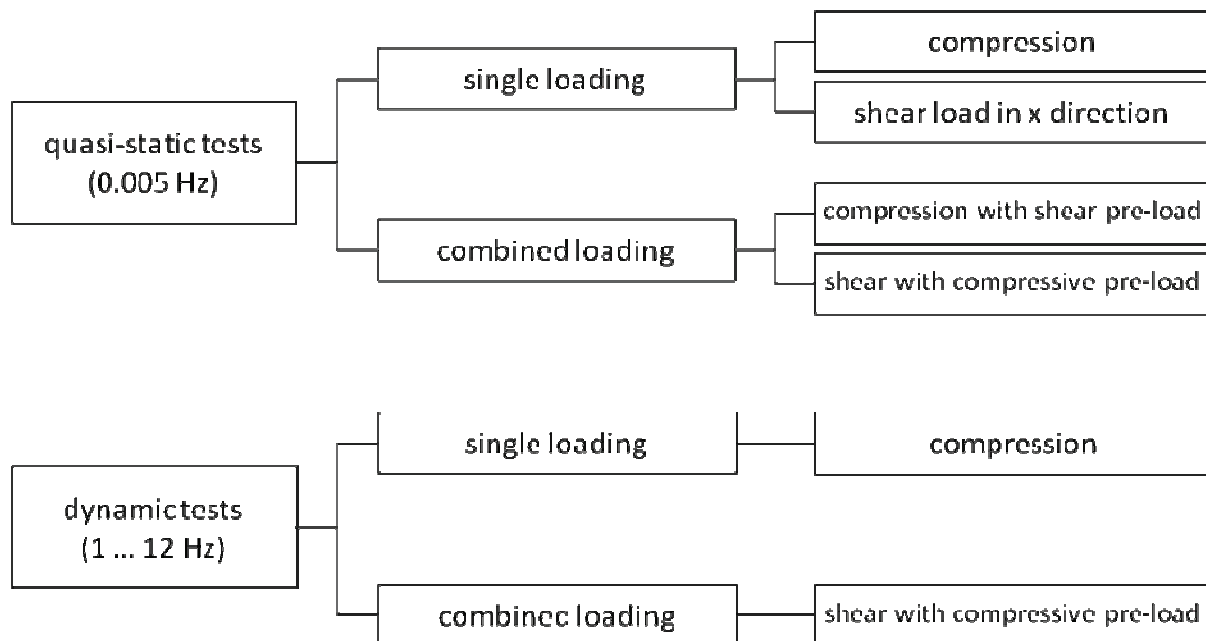 compression
single loading
shear load in x direction
quasi-static tests
(0.005 Hz)
compression with shear pre-load
combined loading
shear with compressive pre-load
single loading
compression
dynamic tests
(1 ... 12 Hz)
combined loading
shear with compressive pre-load